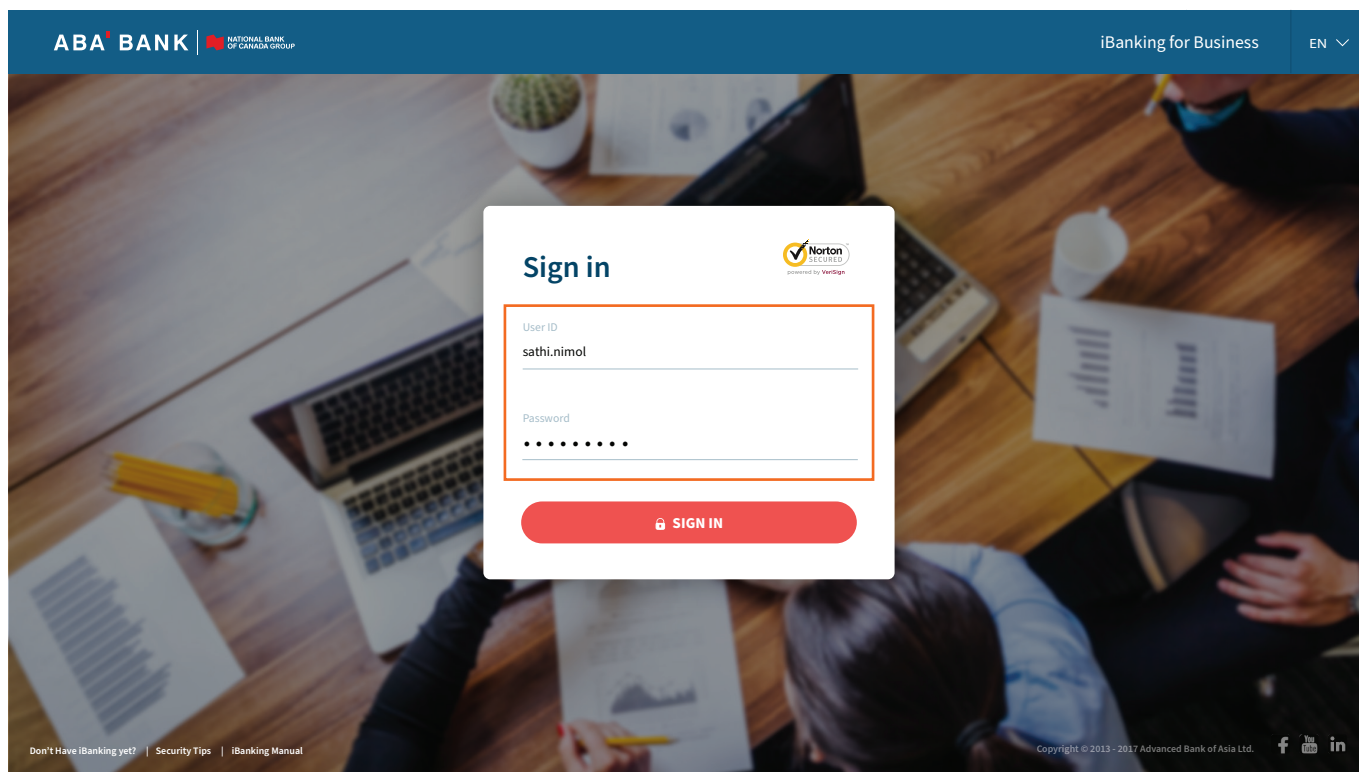 ABA' BANK
NATIONAL BANK
OF CANADA GROUP
iBanking for Business
EN
Sign in
Norton
SECURED
powered by VeriSign
User ID
sathi.nimol
Password
•••••••••
SIGN IN
Don't Have iBanking yet? | Security Tips | iBanking Manual
Copyright © 2013 - 2017 Advanced Bank of Asia Ltd.
f
You
Tube
in